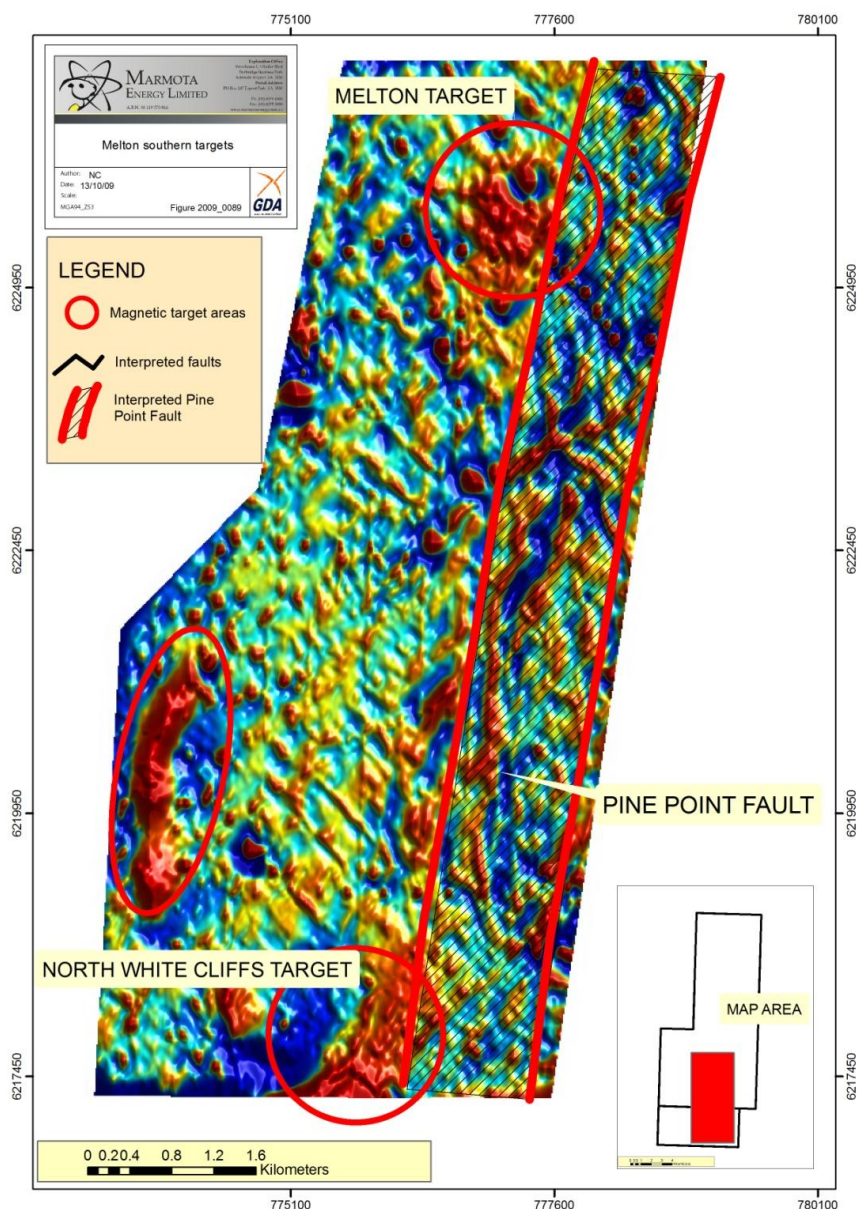 775100
777600
780100
MARMOTA
ENERGY LIMITED
Melton southern targets
Author: NC
Date: 13/10/09
Scale:
MGA94_Z53
Figure 2009_0089
GDA
MELTON TARGET
LEGEND
Magnetic target areas
Interpreted faults
Interpreted Pine
Point Fault
6224950
6224950
6222450
6222450
6219950
6219950
PINE POINT FAULT
NORTH WHITE CLIFFS TARGET
MAP AREA
6217450
6217450
0 0.20.4 0.8 1.2 1.6
Kilometers
775100
777600
780100